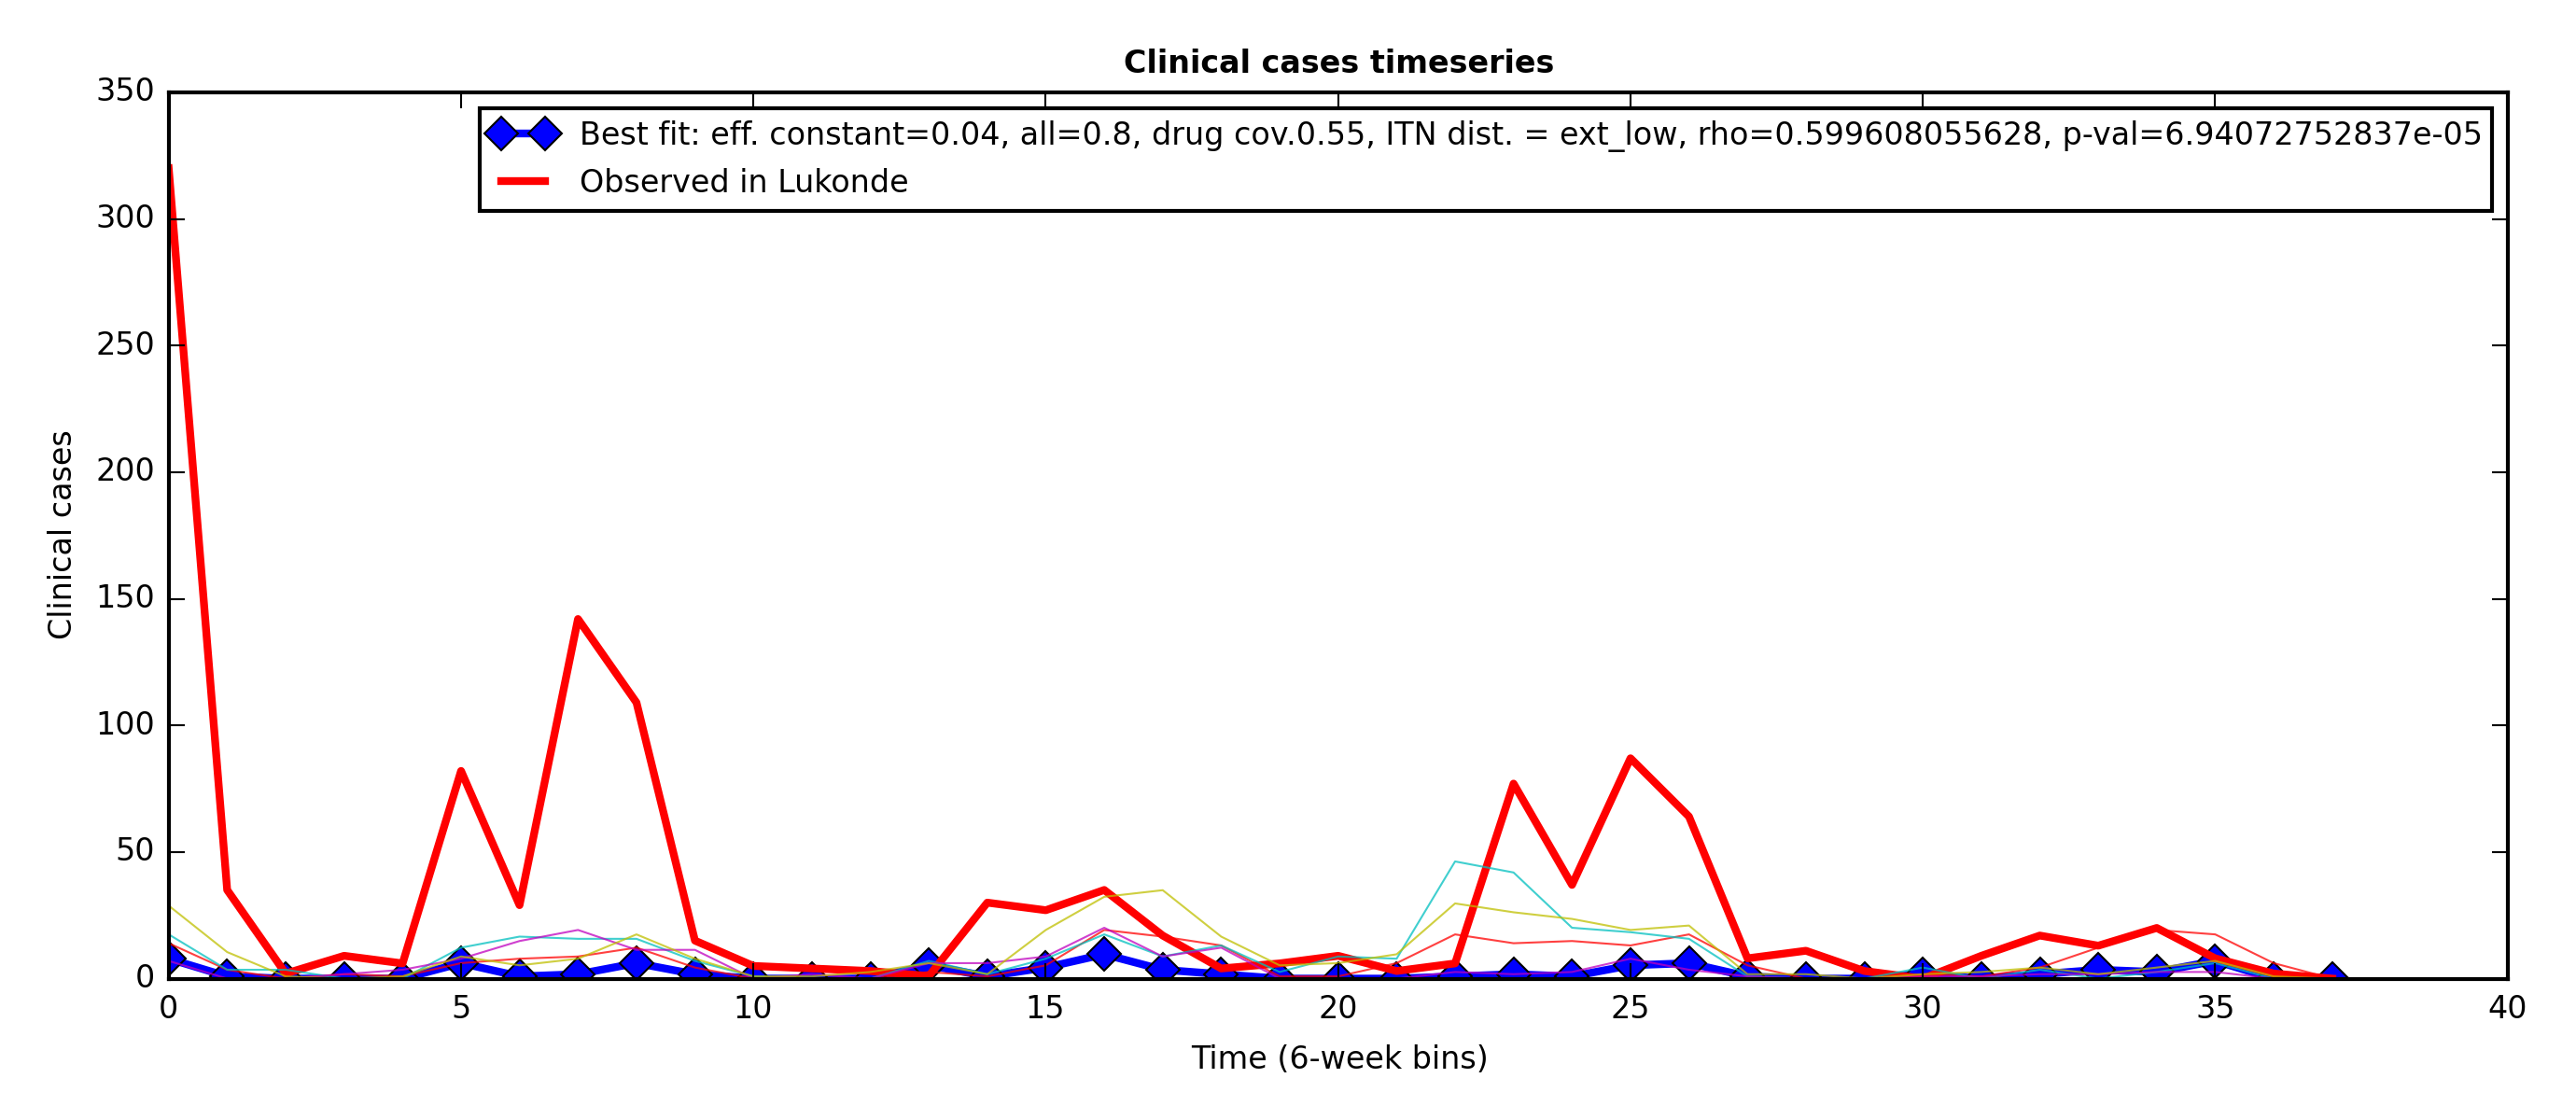 Clinical cases timeseries
350
300
250
200
150
100
50
0
Clinical cases
Best fit: eff. constant=0.04, all=0.8, drug cov.0.55, ITN dist. = ext_low, rho=0.599608055628, p-val=6.94072752837e-05
Observed in Lukonde
0 5 10 15 20 25 30 35 40
Time (6-week bins)